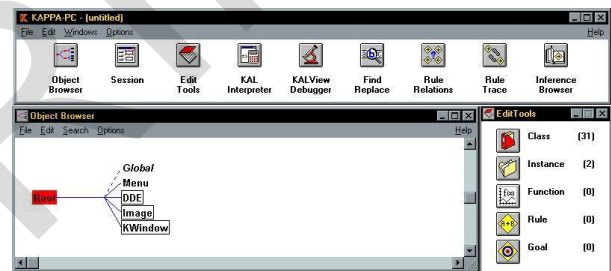 KAPPA-PC - (untitled)
File Edit Windows Options Help
Object Browser
Session
Edit Tools
KAL Interpreter
KALView Debugger
Find Replace
Rule Relations
Rule Trace
Inference Browser
Object Browser
File Edit Search Options Help
Root
Global
Menu
DDE
Image
KWindow
EditTools
Class (31)
Instance (2)
Function (0)
Rule (0)
Goal (0)